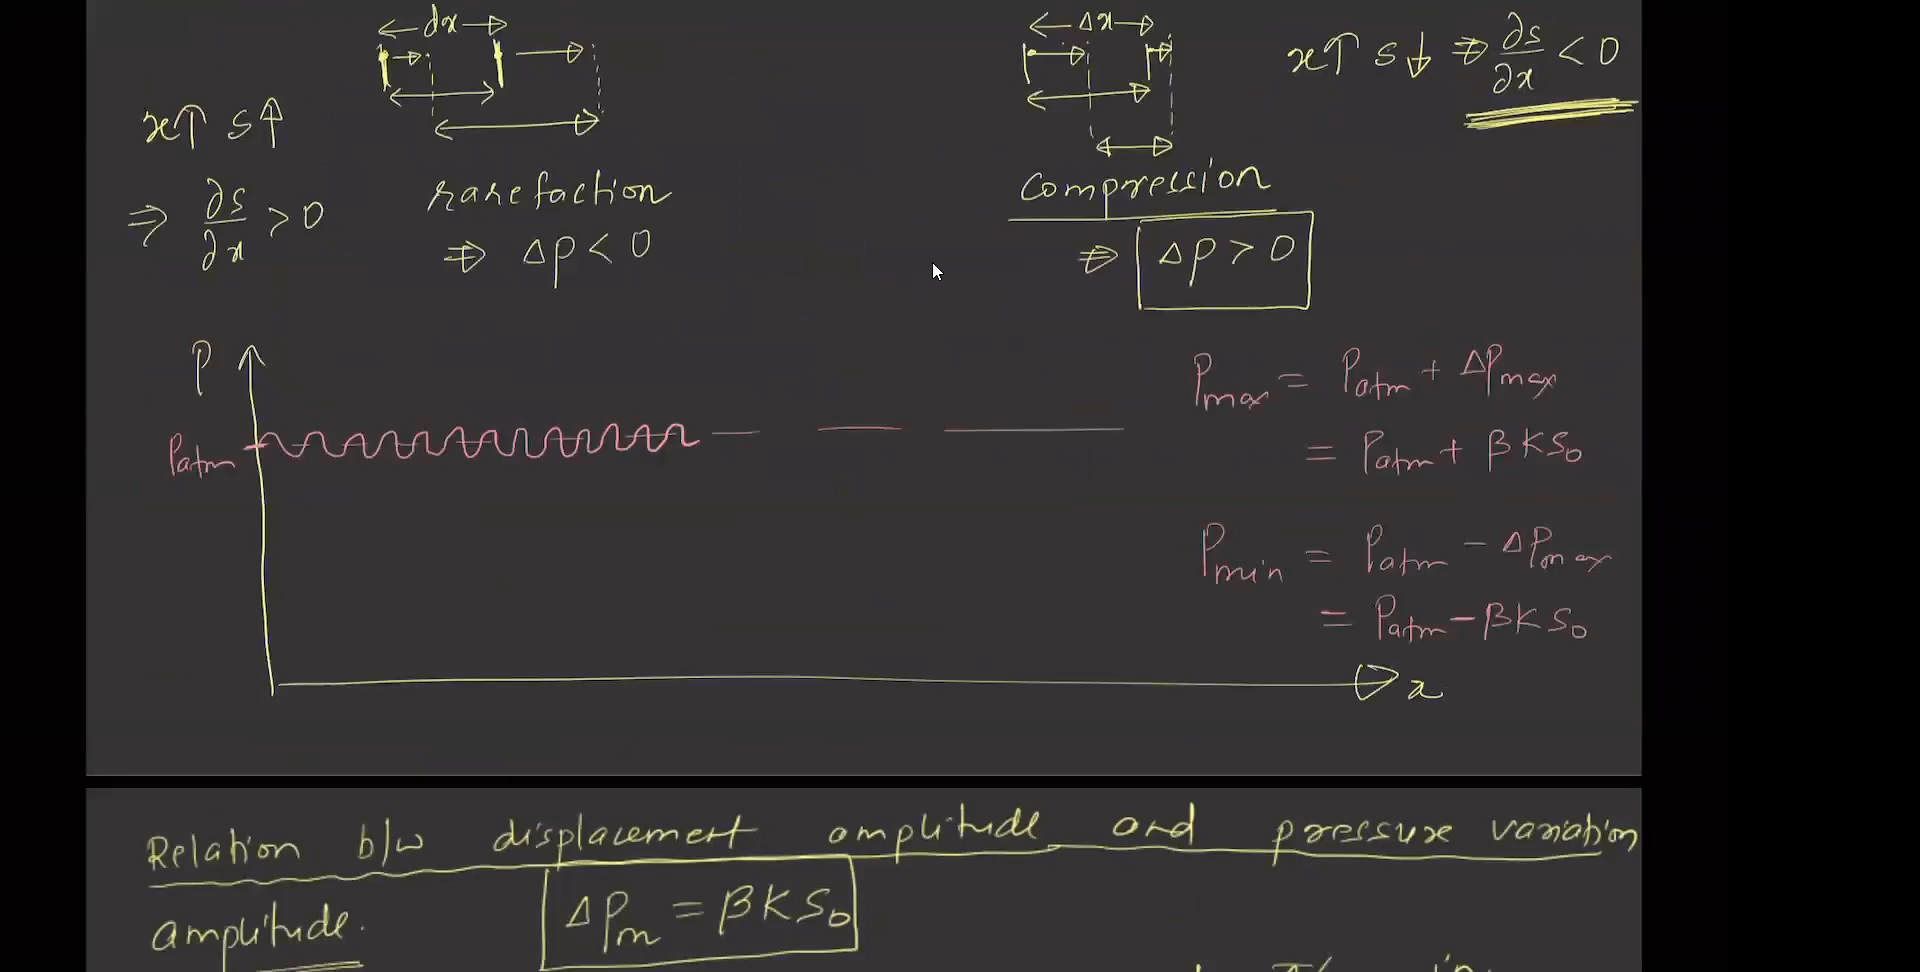 dx
Δx
x↑ s↓ ⇒ ∂s/∂x < 0
x↑ s↑
⇒ ∂s/∂x > 0
rarefaction
⇒ Δp < 0
Compression
⇒ Δp > 0
P
Patm
Pmax = Patm + ΔPmax
= Patm + βKS₀
Pmin = Patm − ΔPmax
= Patm − βKS₀
x
Relation b/w displacement amplitude and pressure variation
amplitude.
ΔPm = βKS₀